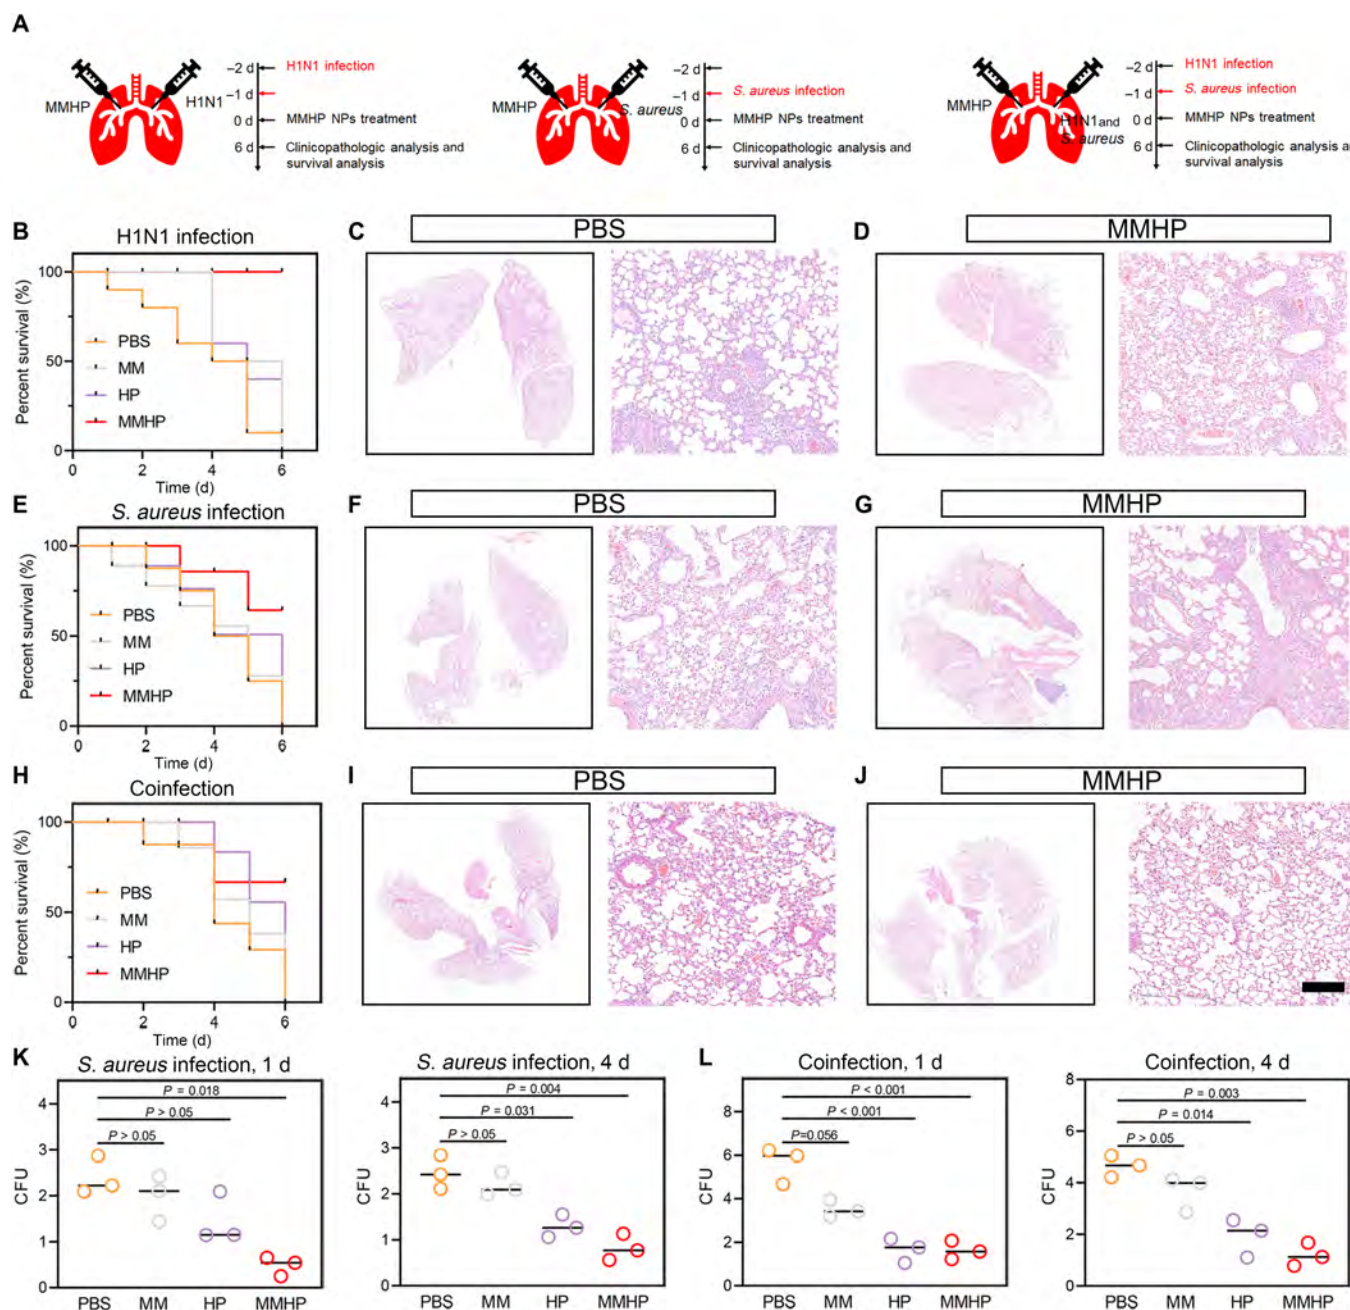 A
MMHP
H1N1
–2 d
H1N1 infection
–1 d
0 d
MMHP NPs treatment
6 d
Clinicopathologic analysis and
survival analysis
MMHP
S. aureus
–2 d
–1 d
S. aureus infection
0 d
MMHP NPs treatment
6 d
Clinicopathologic analysis and
survival analysis
MMHP
H1N1 and
S. aureus
–2 d
H1N1 infection
–1 d
S. aureus infection
0 d
MMHP NPs treatment
6 d
Clinicopathologic analysis a
survival analysis
B
H1N1 infection
Percent survival (%)
100
50
0
PBS
MM
HP
MMHP
0 2 4 6
Time (d)
C
PBS
D
MMHP
E
S. aureus infection
Percent survival (%)
100
50
0
PBS
MM
HP
MMHP
0 2 4 6
Time (d)
F
PBS
G
MMHP
H
Coinfection
Percent survival (%)
100
50
0
PBS
MM
HP
MMHP
0 2 4 6
Time (d)
I
PBS
J
MMHP
K
S. aureus infection, 1 d
CFU
4
3
2
1
0
P = 0.018
P > 0.05
P > 0.05
PBS MM HP MMHP
S. aureus infection, 4 d
CFU
4
3
2
1
0
P = 0.004
P = 0.031
P > 0.05
PBS MM HP MMHP
L
Coinfection, 1 d
CFU
8
6
4
2
0
P < 0.001
P < 0.001
P=0.056
PBS MM HP MMHP
Coinfection, 4 d
CFU
8
6
4
2
0
P = 0.003
P = 0.014
P > 0.05
PBS MM HP MMHP